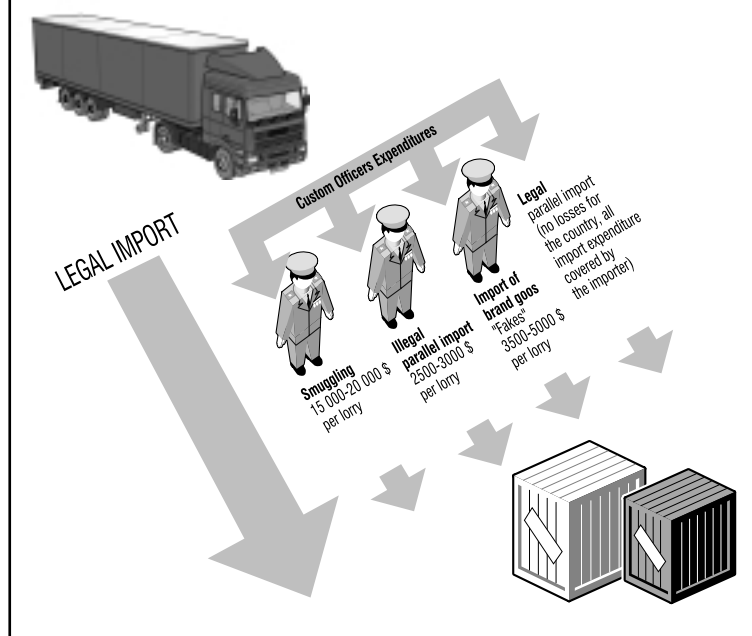 Custom Officers Expenditures
LEGAL IMPORT
Smuggling
15 000-20 000 $
per lorry
Illegal
parallel import
2500-3000 $
per lorry
Import of
brand goos
"Fakes"
3500-5000 $
per lorry
Legal
parallel import
(no losses for
the country, all
import expenditure
covered by
the importer)